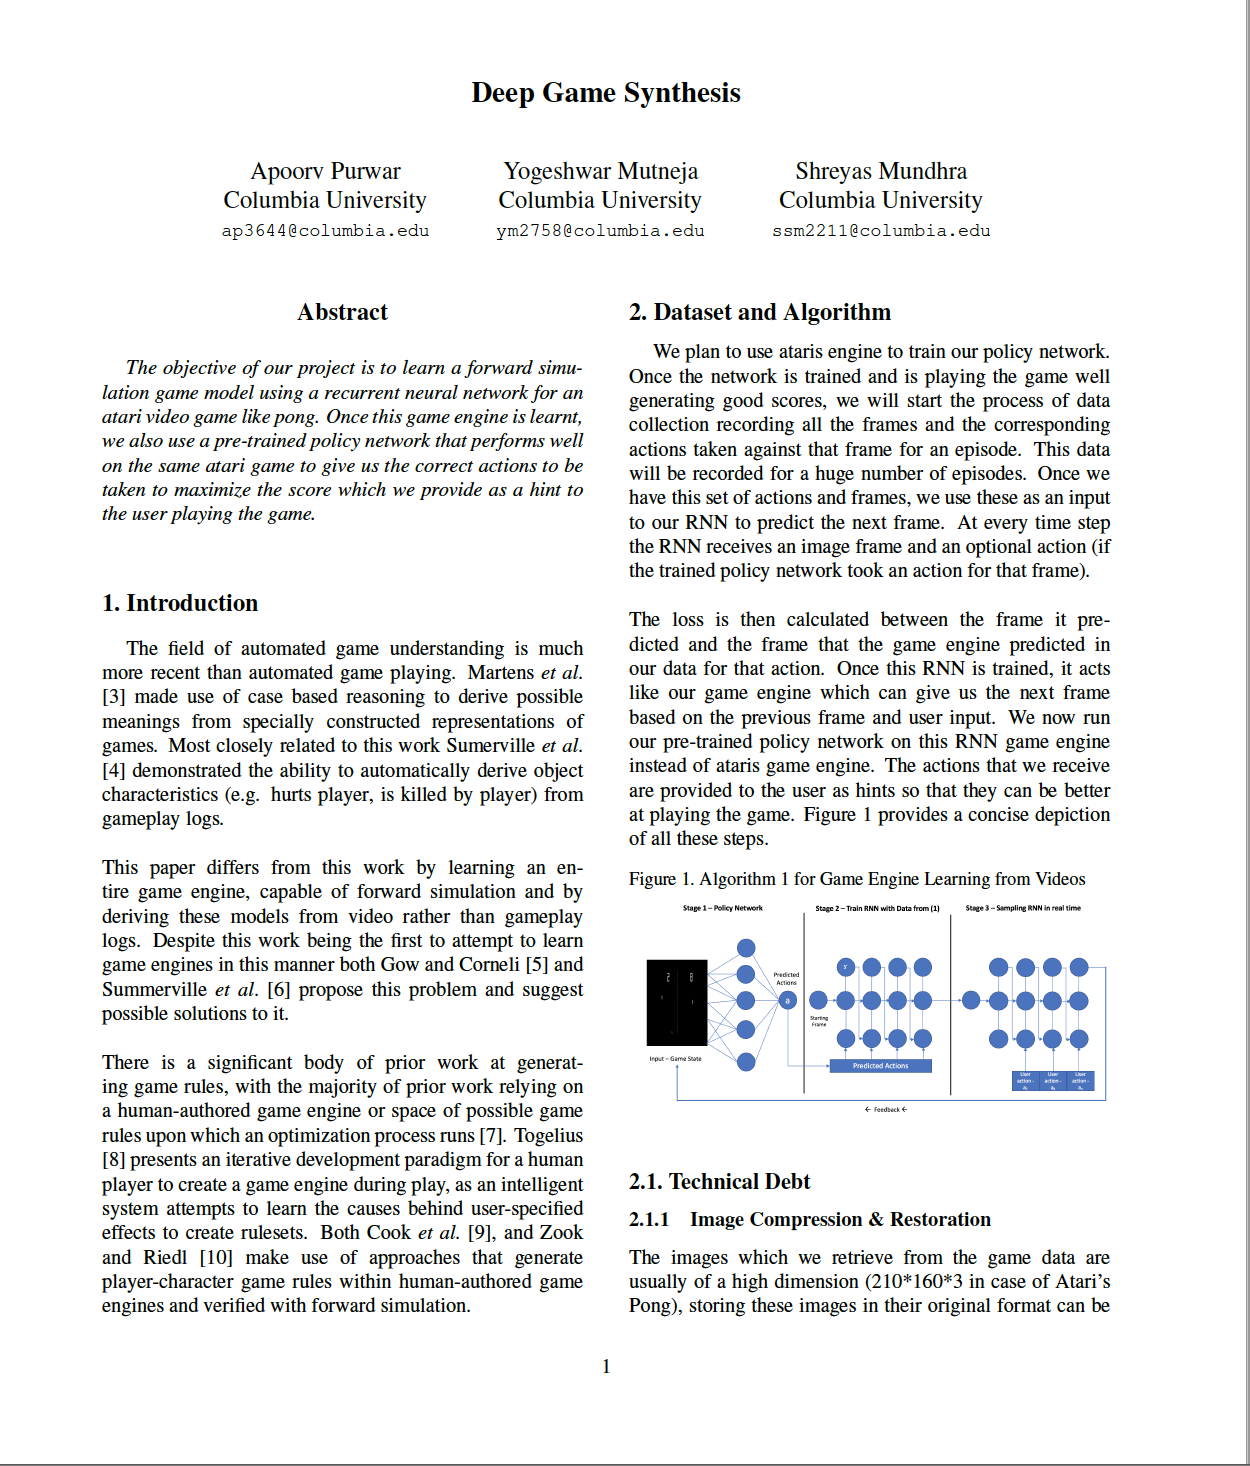 Deep Game Synthesis
Apoorv Purwar
Columbia University
ap3644@columbia.edu
Yogeshwar Mutneja
Columbia University
ym2758@columbia.edu
Shreyas Mundhra
Columbia University
ssm2211@columbia.edu
Abstract
The objective of our project is to learn a forward simu-
lation game model using a recurrent neural network for an
atari video game like pong. Once this game engine is learnt,
we also use a pre-trained policy network that performs well
on the same atari game to give us the correct actions to be
taken to maximize the score which we provide as a hint to
the user playing the game.
1. Introduction
The field of automated game understanding is much
more recent than automated game playing. Martens et al.
[3] made use of case based reasoning to derive possible
meanings from specially constructed representations of
games. Most closely related to this work Sumerville et al.
[4] demonstrated the ability to automatically derive object
characteristics (e.g. hurts player, is killed by player) from
gameplay logs.
This paper differs from this work by learning an en-
tire game engine, capable of forward simulation and by
deriving these models from video rather than gameplay
logs. Despite this work being the first to attempt to learn
game engines in this manner both Gow and Corneli [5] and
Summerville et al. [6] propose this problem and suggest
possible solutions to it.
There is a significant body of prior work at generat-
ing game rules, with the majority of prior work relying on
a human-authored game engine or space of possible game
rules upon which an optimization process runs [7]. Togelius
[8] presents an iterative development paradigm for a human
player to create a game engine during play, as an intelligent
system attempts to learn the causes behind user-specified
effects to create rulesets. Both Cook et al. [9], and Zook
and Riedl [10] make use of approaches that generate
player-character game rules within human-authored game
engines and verified with forward simulation.
2. Dataset and Algorithm
We plan to use ataris engine to train our policy network.
Once the network is trained and is playing the game well
generating good scores, we will start the process of data
collection recording all the frames and the corresponding
actions taken against that frame for an episode. This data
will be recorded for a huge number of episodes. Once we
have this set of actions and frames, we use these as an input
to our RNN to predict the next frame. At every time step
the RNN receives an image frame and an optional action (if
the trained policy network took an action for that frame).
The loss is then calculated between the frame it pre-
dicted and the frame that the game engine predicted in
our data for that action. Once this RNN is trained, it acts
like our game engine which can give us the next frame
based on the previous frame and user input. We now run
our pre-trained policy network on this RNN game engine
instead of ataris game engine. The actions that we receive
are provided to the user as hints so that they can be better
at playing the game. Figure 1 provides a concise depiction
of all these steps.
Figure 1. Algorithm 1 for Game Engine Learning from Videos
Stage 1 – Policy Network
Stage 2 – Train RNN with Data from (1)
Stage 3 – Sampling RNN in real time
Predicted
Actions
a
Input – Game State
Starting
Frame
Predicted Actions
User
action -
User
action -
User
action -
← Feedback ←
2.1. Technical Debt
2.1.1 Image Compression & Restoration
The images which we retrieve from the game data are
usually of a high dimension (210*160*3 in case of Atari's
Pong), storing these images in their original format can be
1